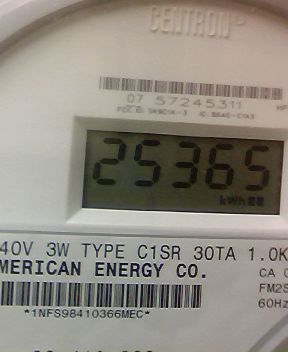 CENTRON
07 57245311
25365
kWh
40V 3W TYPE C1SR 30TA 1.0K
MERICAN ENERGY CO.
CA
FM2S
60Hz
*1NFS98410366MEC*